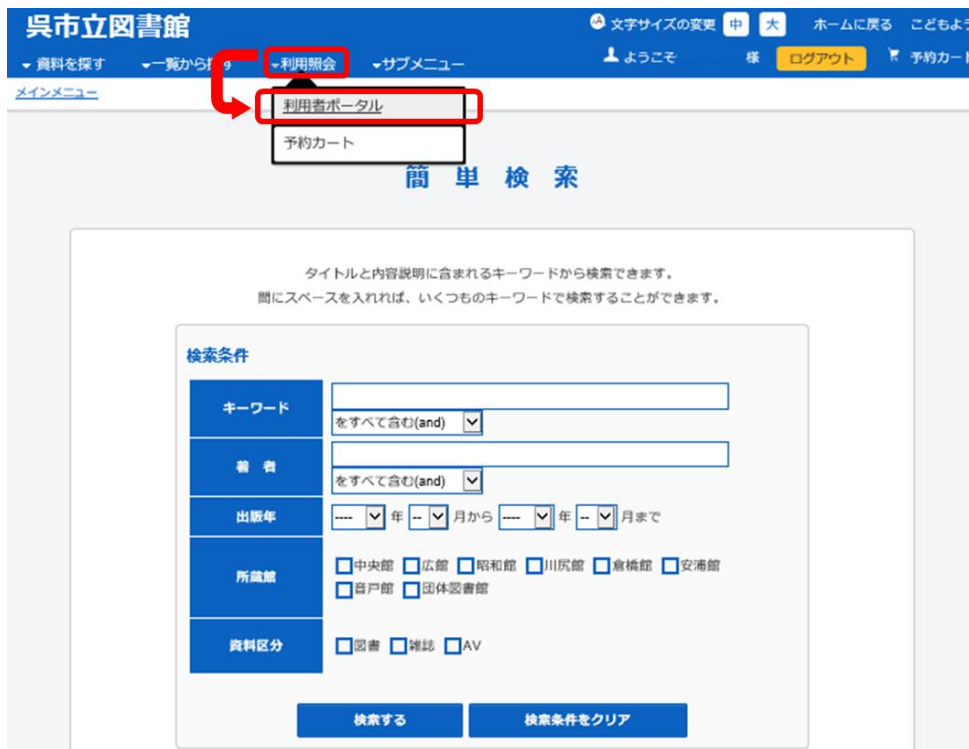 呉市立図書館
文字サイズの変更 中 大 ホームに戻る こどもよう
ようこそ 様 ログアウト 予約カート
資料を探す 一覧から探す 利用照会 サブメニュー
メインメニュー
利用者ポータル
予約カート
簡単検索
タイトルと内容説明に含まれるキーワードから検索できます。
間にスペースを入れれば、いくつものキーワードで検索することができます。
検索条件
キーワード
をすべて含む(and)
著者
をすべて含む(and)
出版年 ---- 年 -- 月から ---- 年 -- 月まで
所蔵館 中央館 広館 昭和館 川尻館 倉橋館 安浦館
音戸館 団体図書館
資料区分 図書 雑誌 AV
検索する 検索条件をクリア